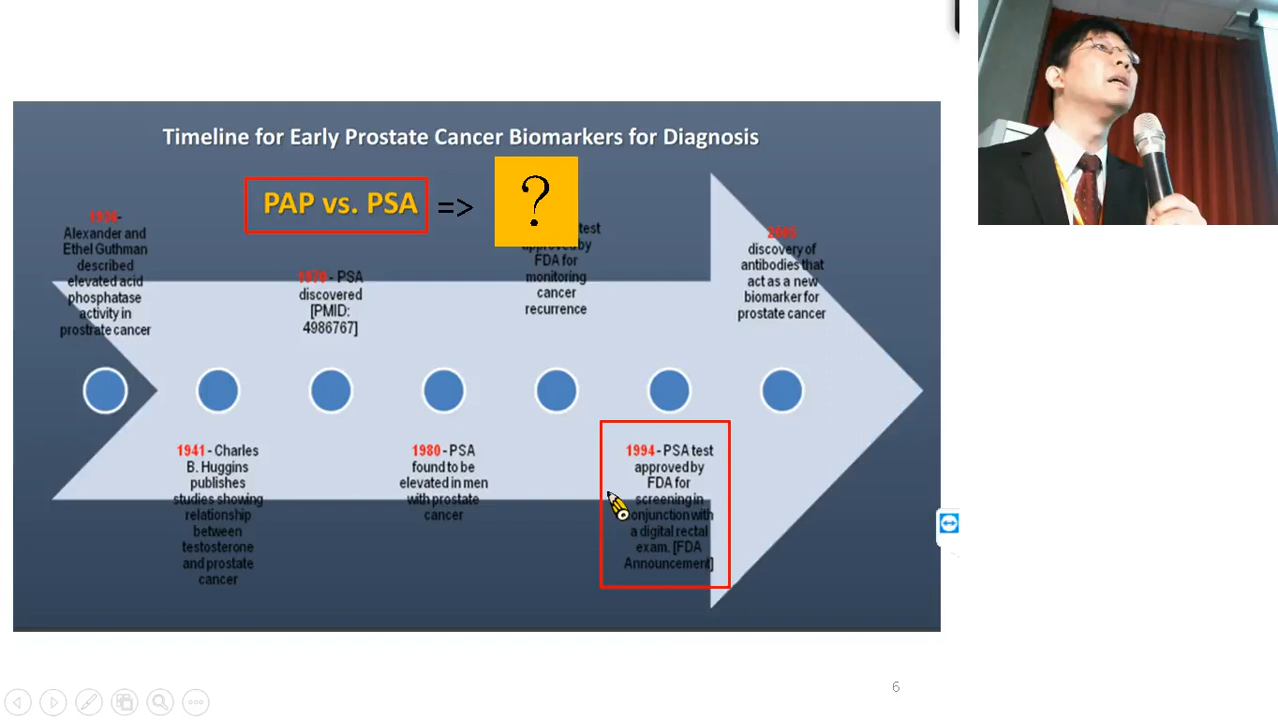 Timeline for Early Prostate Cancer Biomarkers for Diagnosis
PAP vs. PSA
=>
?
Alexander and
Ethel Guthman
described
elevated acid
phosphatase
activity in
prostrate cancer
1941 - Charles
B. Huggins
publishes
studies showing
relationship
between
testosterone
and prostate
cancer
1970 - PSA
discovered
[PMID:
4986767]
1980 - PSA
found to be
elevated in men
with prostate
cancer
test
approved by
FDA for
monitoring
cancer
recurrence
1994 - PSA test
approved by
FDA for
screening in
conjunction with
a digital rectal
exam. [FDA
Announcement]
2005
discovery of
antibodies that
act as a new
biomarker for
prostate cancer
6